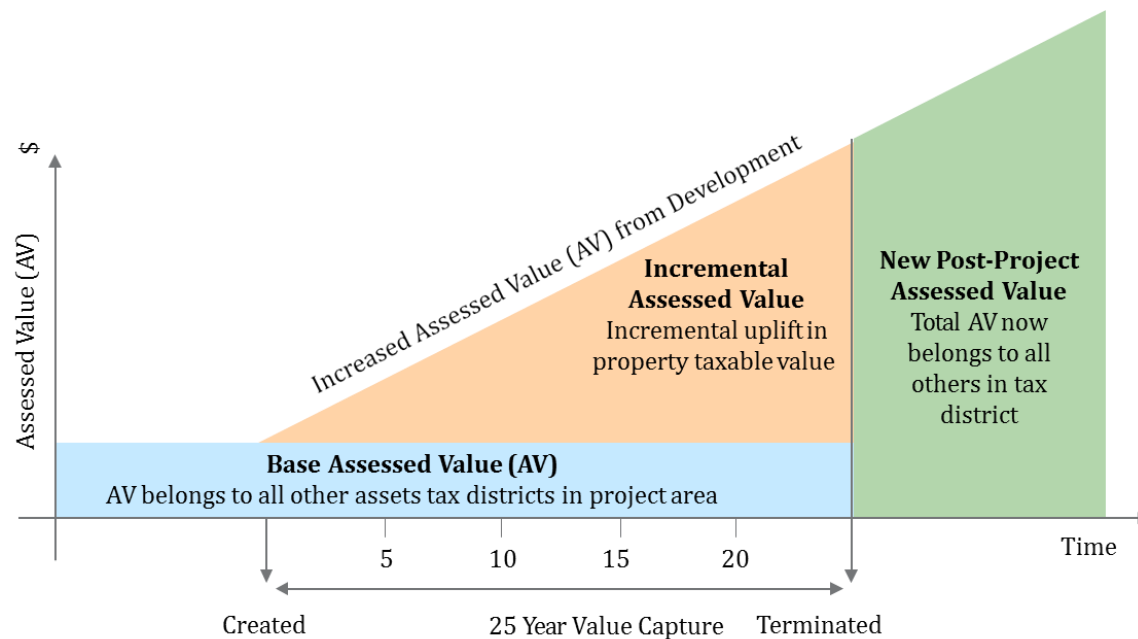 $
Assessed Value (AV)
Increased Assessed Value (AV) from Development
Incremental
Assessed Value
Incremental uplift in
property taxable value
New Post-Project
Assessed Value
Total AV now
belongs to all
others in tax
district
Base Assessed Value (AV)
AV belongs to all other assets tax districts in project area
5
10
15
20
Time
Created
25 Year Value Capture
Terminated